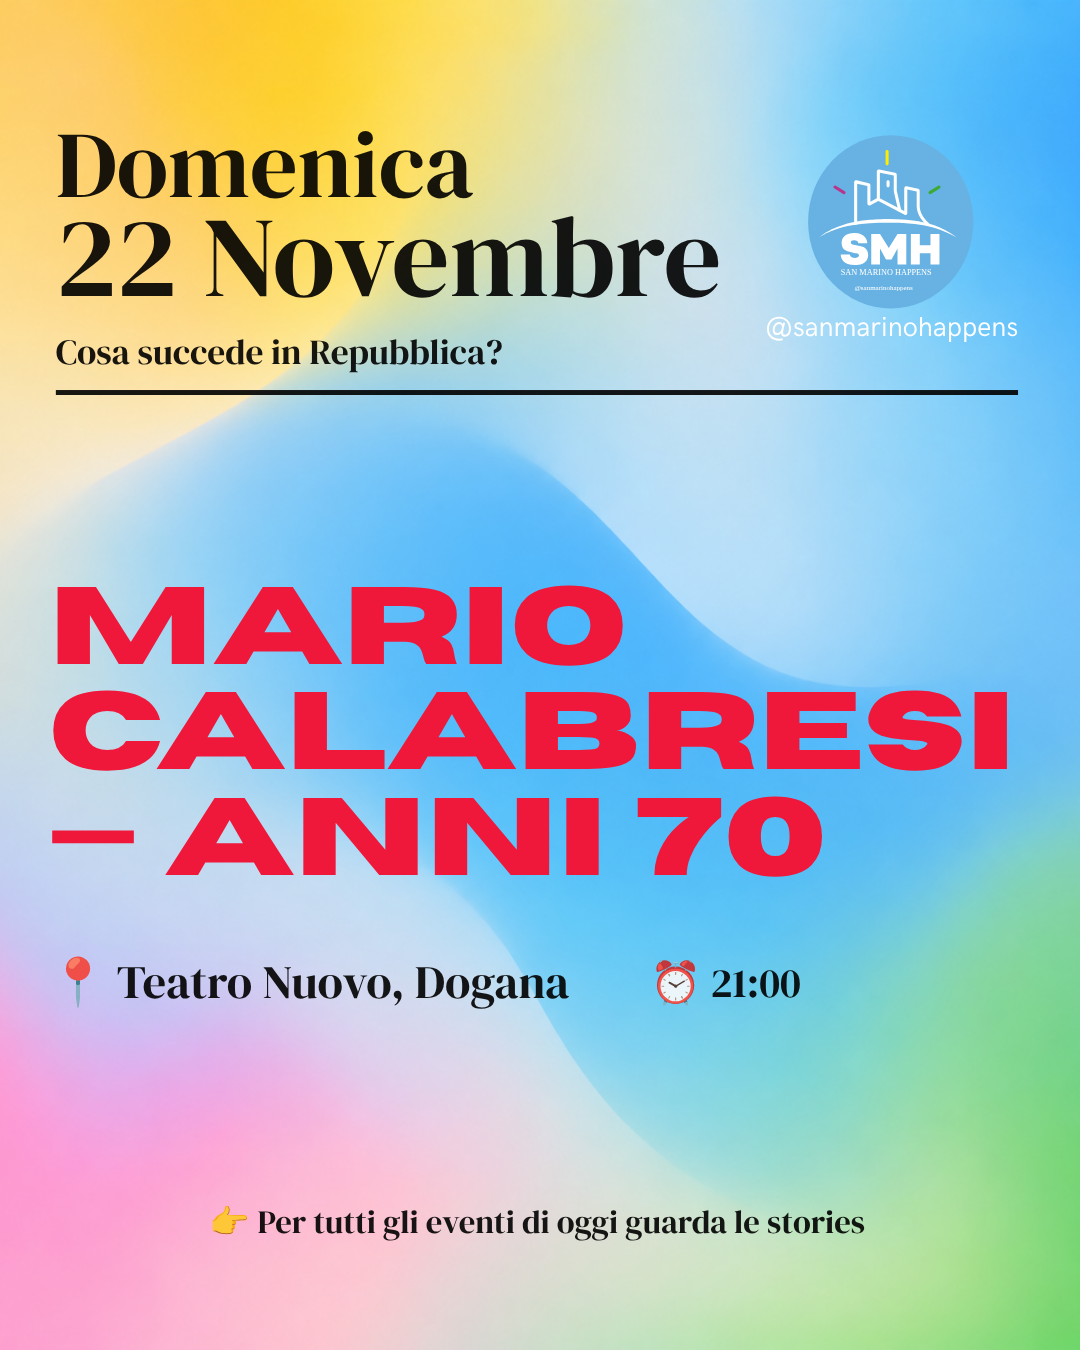 Domenica
22 Novembre
Cosa succede in Repubblica?
SMH
SAN MARINO HAPPENS
@sanmarinohappens
@sanmarinohappens
MARIO
CALABRESI
— ANNI 70
📍 Teatro Nuovo, Dogana ⏰ 21:00
👉 Per tutti gli eventi di oggi guarda le stories